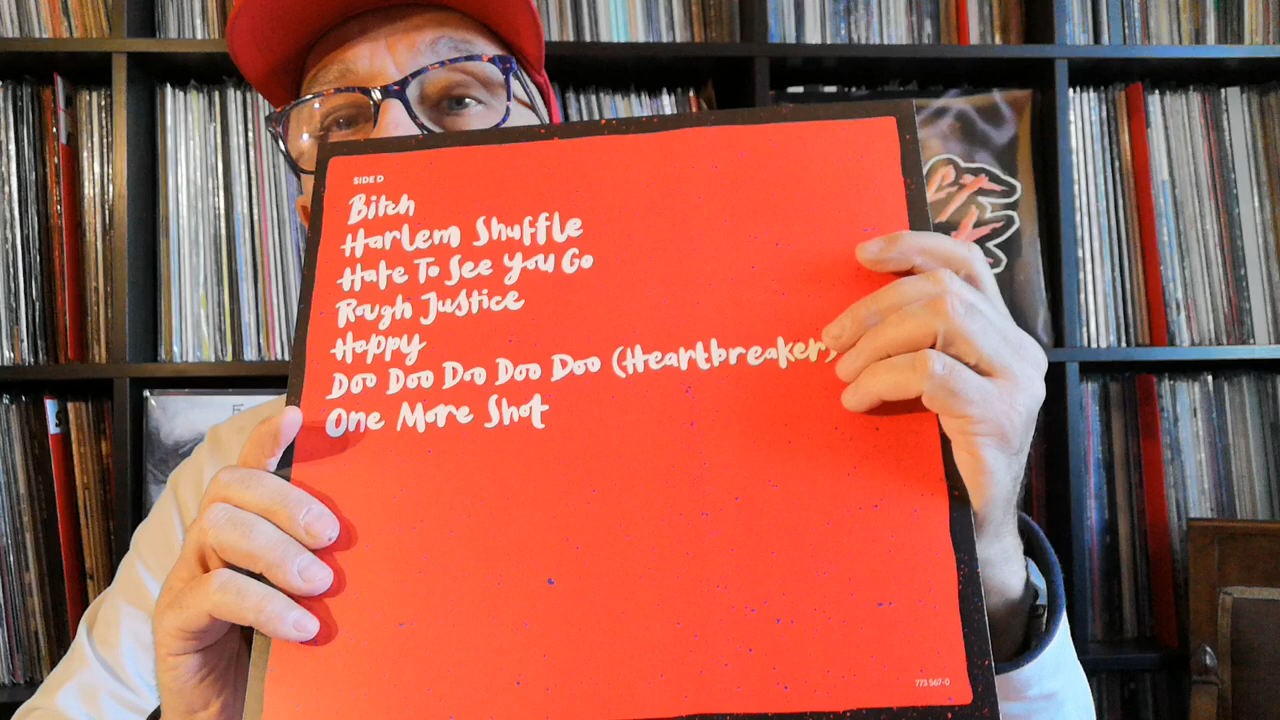 SIDE D
Bitch
Harlem Shuffle
Hate To See You Go
Rough Justice
Happy
Doo Doo Doo Doo Doo (Heartbreaker)
One More Shot
773 567-0